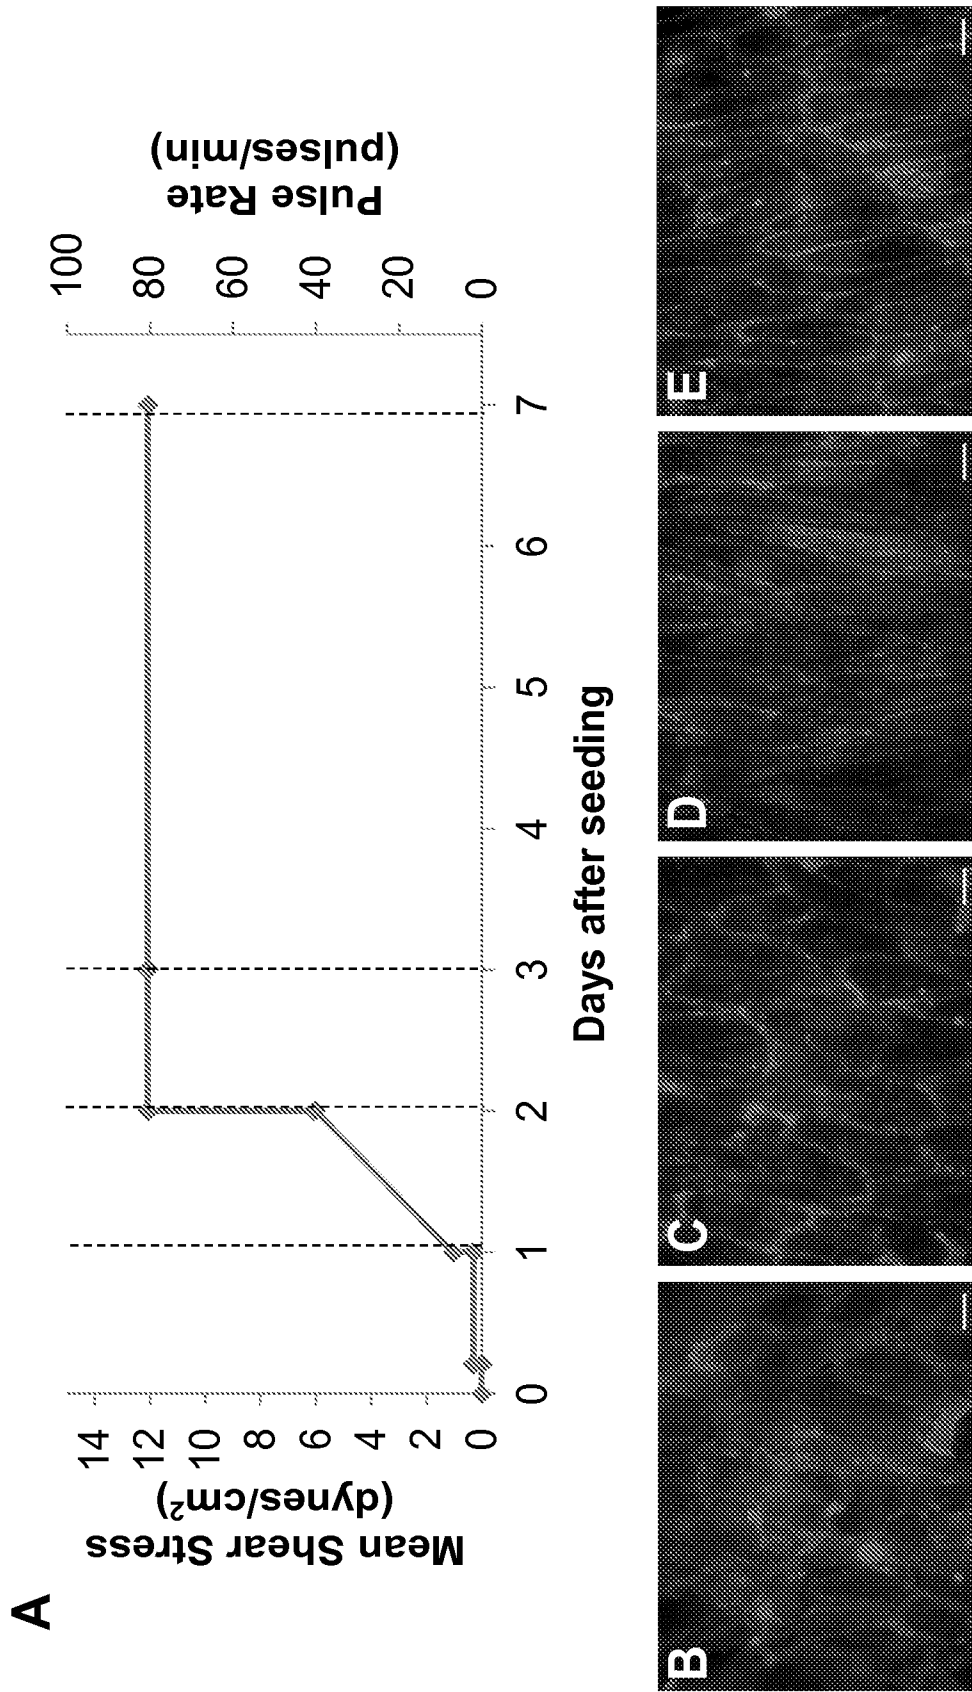 A
Mean Shear Stress
(dynes/cm²)
14
12
10
8
6
4
2
0
Pulse Rate
(pulses/min)
100
80
60
40
20
0
0 1 2 3 4 5 6 7
Days after seeding
B C D E